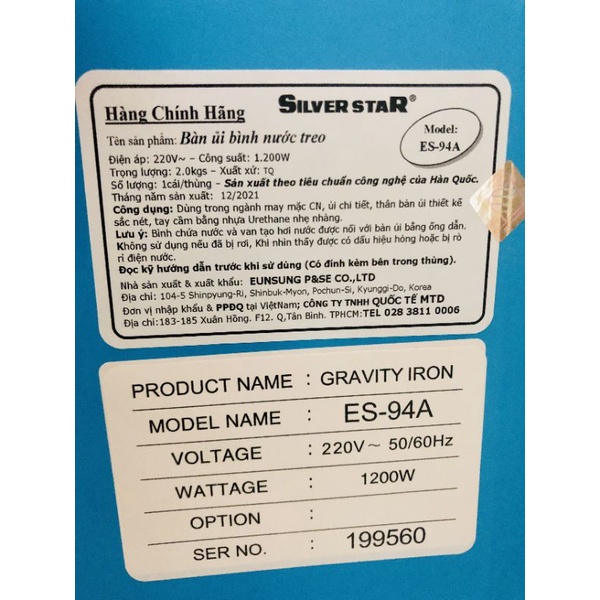 Hàng Chính Hãng SILVER STAR®
Tên sản phẩm: Bàn ủi bình nước treo
Model:
ES-94A
Điện áp: 220V~ – Công suất: 1.200W
Trọng lượng: 2.0kgs – Xuất xứ: TQ
Số lượng: 1cái/thùng – Sản xuất theo tiêu chuẩn công nghệ của Hàn Quốc.
Tháng năm sản xuất: 12/2021
Công dụng: Dùng trong ngành may mặc CN, ủi chi tiết, thân bàn ủi thiết kế
sắc nét, tay cầm bằng nhựa Urethane nhẹ nhàng.
Lưu ý: Bình chứa nước và van tạo hơi nước được nối với bàn ủi bằng ống dẫn.
Không sử dụng nếu đã bị rơi, Khi nhìn thấy được có dấu hiệu hỏng hoặc bị rò
rỉ điện nước.
Đọc kỹ hướng dẫn trước khi sử dụng (Có đính kèm bên trong thùng).
Nhà sản xuất & xuất khẩu: EUNSUNG P&SE CO.,LTD
Địa chỉ: 104-5 Shinpyung-Ri, Shinbuk-Myon, Pochun-Si, Kyunggi-Do, Korea
Đơn vị nhập khẩu & PPĐQ tại ViệtNam; CÔNG TY TNHH QUỐC TẾ MTD
Địa chỉ:183-185 Xuân Hồng. F12. Q,Tân Bình. TPHCM:TEL 028 3811 0006
PRODUCT NAME : GRAVITY IRON
MODEL NAME : ES-94A
VOLTAGE : 220V~ 50/60Hz
WATTAGE : 1200W
OPTION :
SER NO. : 199560